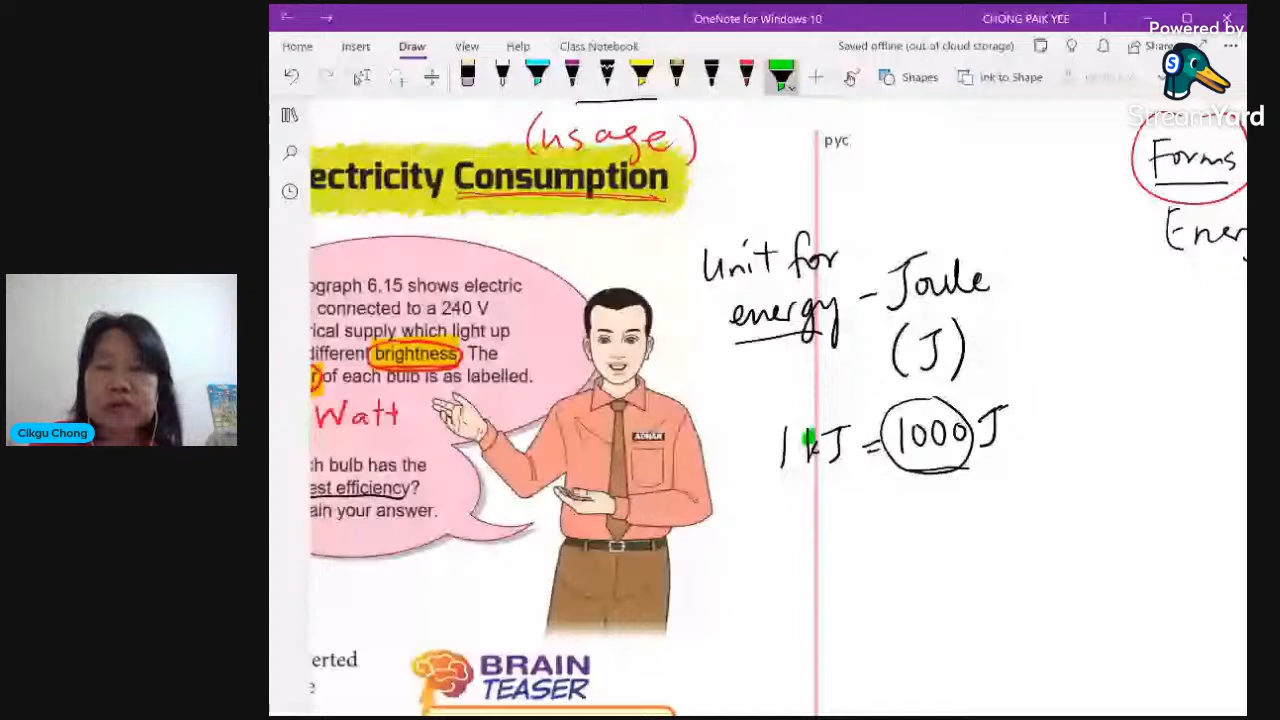 OneNote for Windows 10
CHONG PAIK YEE
Powered by
StreamYard
Home Insert Draw View Help Class Notebook
Saved offline (out of cloud storage)
Share
Shapes
Ink to Shape
(usage)
ectricity Consumption
ograph 6.15 shows electric
connected to a 240 V
rical supply which light up
different brightness. The
r of each bulb is as labelled.
Watt
ch bulb has the
est efficiency?
ain your answer.
ADNAN
pyc
Unit for
energy - Joule
(J)
1 kJ = 1000 J
Forms
Ener
Cikgu Chong
erted
e
BRAIN
TEASER